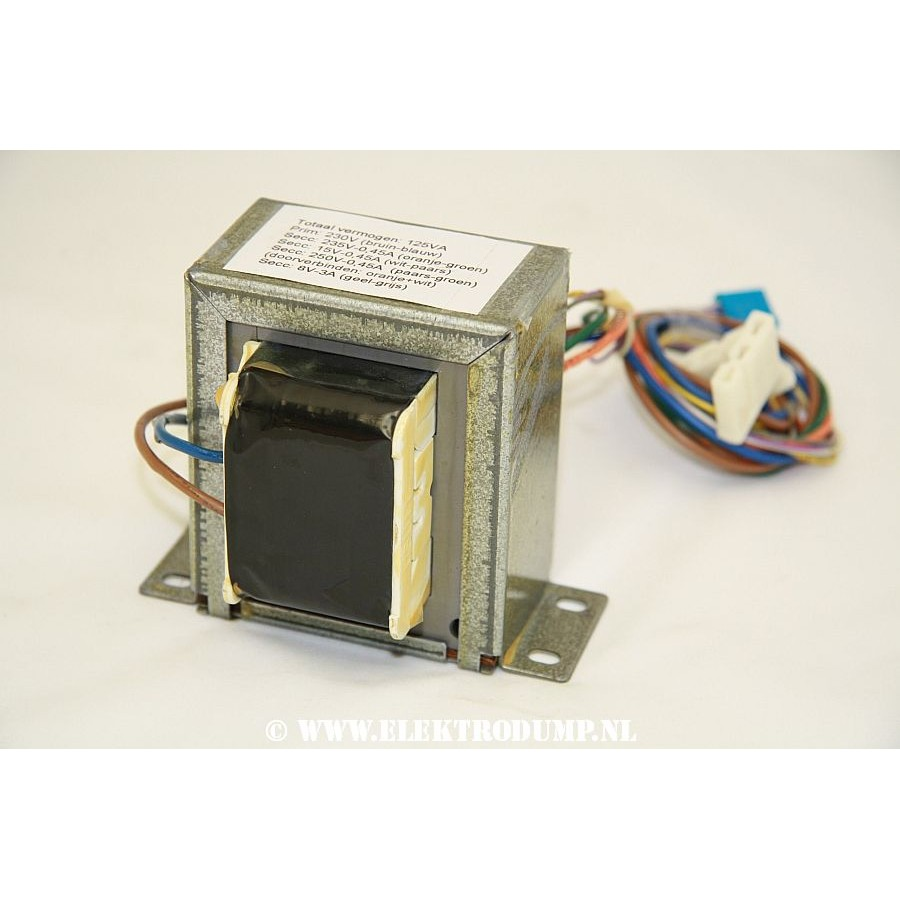 Totaal vermogen: 125VA
Prim: 230V (bruin-blauw)
Secc: 235V-0,45A (oranje-groen)
Secc: 15V-0,45A (wit-paars)
Secc: 250V-0,45A (paars-groen)
(doorverbinden: oranje+wit)
Secc: 8V-3A (geel-grijs)
© WWW.ELEKTRODUMP.NL